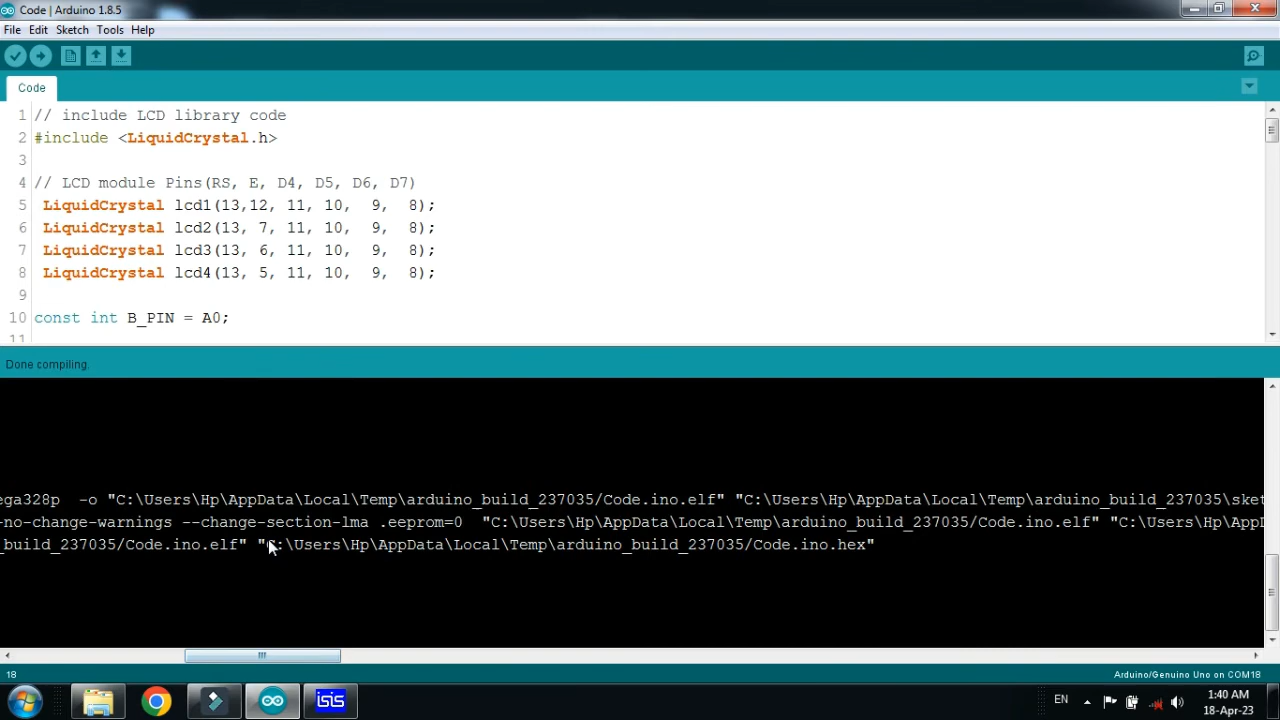 Code | Arduino 1.8.5
File Edit Sketch Tools Help
Code
1 // include LCD library code
2 #include <LiquidCrystal.h>
3
4 // LCD module Pins(RS, E, D4, D5, D6, D7)
5 LiquidCrystal lcd1(13,12, 11, 10,  9,  8);
6 LiquidCrystal lcd2(13, 7, 11, 10,  9,  8);
7 LiquidCrystal lcd3(13, 6, 11, 10,  9,  8);
8 LiquidCrystal lcd4(13, 5, 11, 10,  9,  8);
9
10 const int B_PIN = A0;
11
Done compiling.
ega328p  -o "C:\Users\Hp\AppData\Local\Temp\arduino_build_237035/Code.ino.elf" "C:\Users\Hp\AppData\Local\Temp\arduino_build_237035\sket
-no-change-warnings --change-section-lma .eeprom=0  "C:\Users\Hp\AppData\Local\Temp\arduino_build_237035/Code.ino.elf" "C:\Users\Hp\AppD
_build_237035/Code.ino.elf" "C:\Users\Hp\AppData\Local\Temp\arduino_build_237035/Code.ino.hex"
18
Arduino/Genuino Uno on COM18
isis
EN
1:40 AM
18-Apr-23